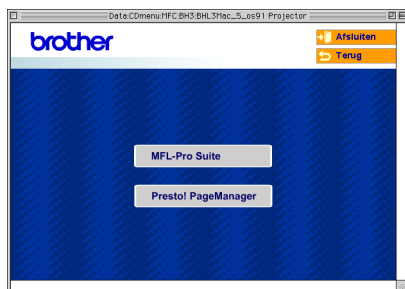 Data:CDmenu:MFC:BH3:BHL3Mac_5_os91 Projector
brother
Afsluiten
Terug
MFL-Pro Suite
Presto! PageManager